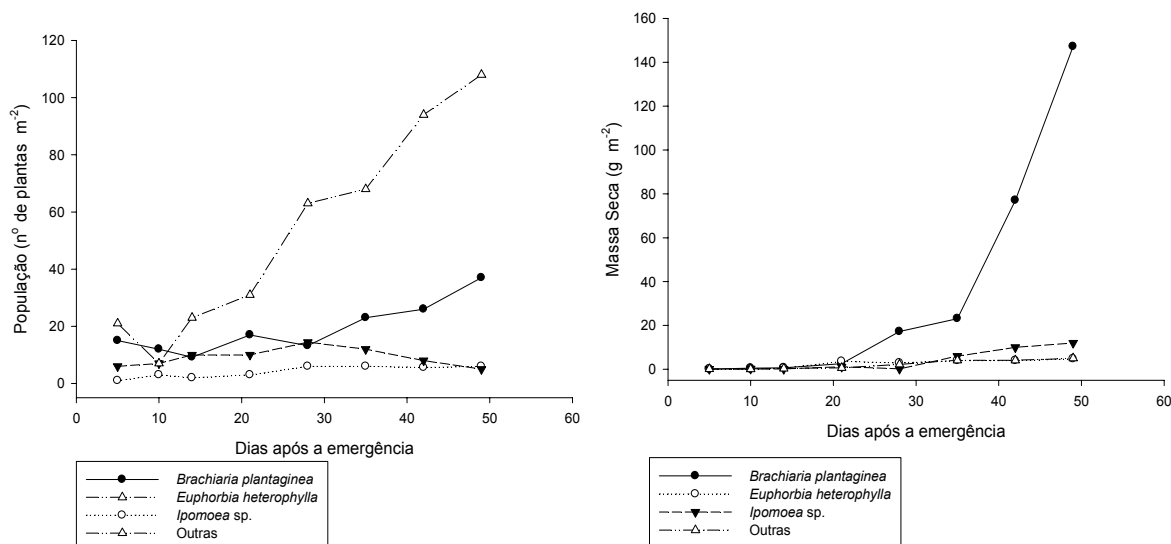 População (nº de plantas m-2)
120
100
80
60
40
20
0
0 10 20 30 40 50 60
Dias após a emergência
Brachiaria plantaginea
Euphorbia heterophylla
Ipomoea sp.
Outras
Massa Seca (g m-2)
160
140
120
100
80
60
40
20
0
0 10 20 30 40 50 60
Dias após a emergência
Brachiaria plantaginea
Euphorbia heterophylla
Ipomoea sp.
Outras